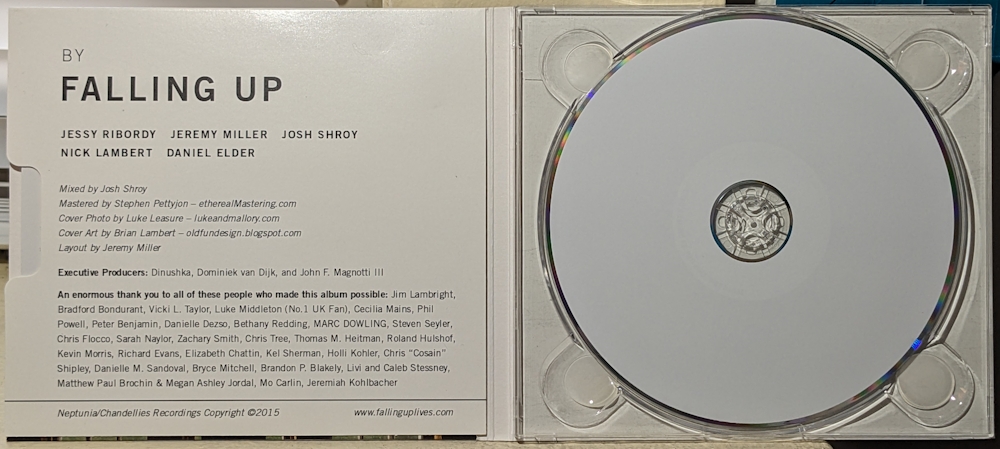 BY
FALLING UP
JESSY RIBORDY JEREMY MILLER JOSH SHROY
NICK LAMBERT DANIEL ELDER
Mixed by Josh Shroy
Mastered by Stephen Pettyjon – etherealMastering.com
Cover Photo by Luke Leasure – lukeandmallory.com
Cover Art by Brian Lambert – oldfundesign.blogspot.com
Layout by Jeremy Miller
Executive Producers: Dinushka, Dominiek van Dijk, and John F. Magnotti III
An enormous thank you to all of these people who made this album possible: Jim Lambright,
Bradford Bondurant, Vicki L. Taylor, Luke Middleton (No.1 UK Fan), Cecilia Mains, Phil
Powell, Peter Benjamin, Danielle Dezso, Bethany Redding, MARC DOWLING, Steven Seyler,
Chris Flocco, Sarah Naylor, Zachary Smith, Chris Tree, Thomas M. Heitman, Roland Hulshof,
Kevin Morris, Richard Evans, Elizabeth Chattin, Kel Sherman, Holli Kohler, Chris "Cosain"
Shipley, Danielle M. Sandoval, Bryce Mitchell, Brandon P. Blakely, Livi and Caleb Stessney,
Matthew Paul Brochin & Megan Ashley Jordal, Mo Carlin, Jeremiah Kohlbacher
Neptunia/Chandellies Recordings Copyright ©2015 www.fallinguplives.com